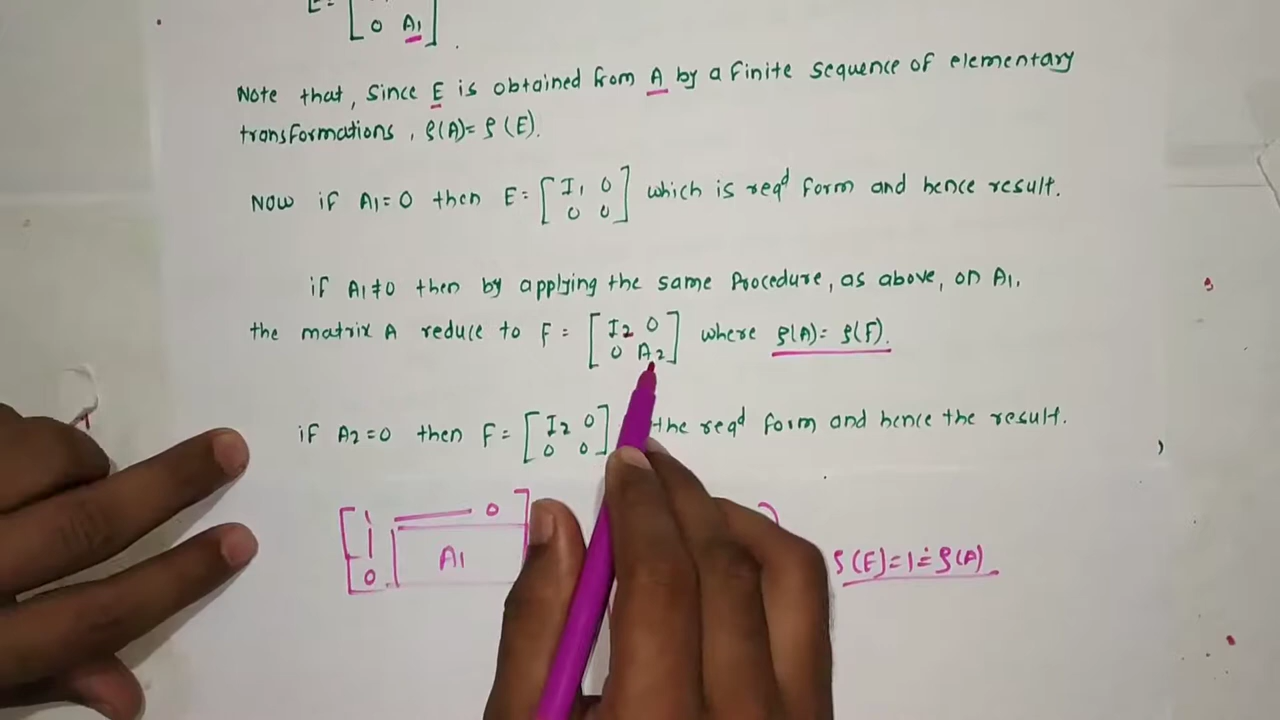 E = [
0 A1 ] .
Note that, since E is obtained from A by a finite sequence of elementary
transformations, ρ(A)= ρ(E).
Now if A1=0 then E= [ I1 0 ] which is reqd form and hence result.
0 0
if A1≠0 then by applying the same Procedure, as above, on A1.
the matrix A reduce to F = [ I2 0 ] where ρ(A)= ρ(F).
0 A2
if A2=0 then F= [ I2 0 ] the reqd form and hence the result.
0 0
[ 1 0 ]
0 A1
ρ(E)=1=ρ(A)